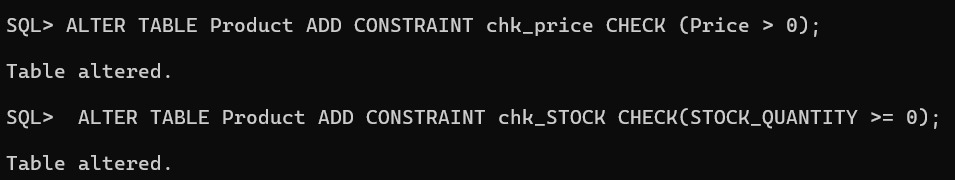 SQL> ALTER TABLE Product ADD CONSTRAINT chk_price CHECK (Price > 0);
Table altered.
SQL>  ALTER TABLE Product ADD CONSTRAINT chk_STOCK CHECK(STOCK_QUANTITY >= 0);
Table altered.